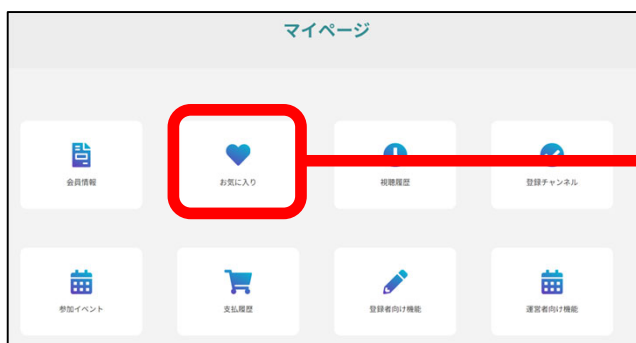 マイページ
会員情報
お気に入り
視聴履歴
登録チャンネル
参加イベント
支払履歴
登録者向け機能
運営者向け機能